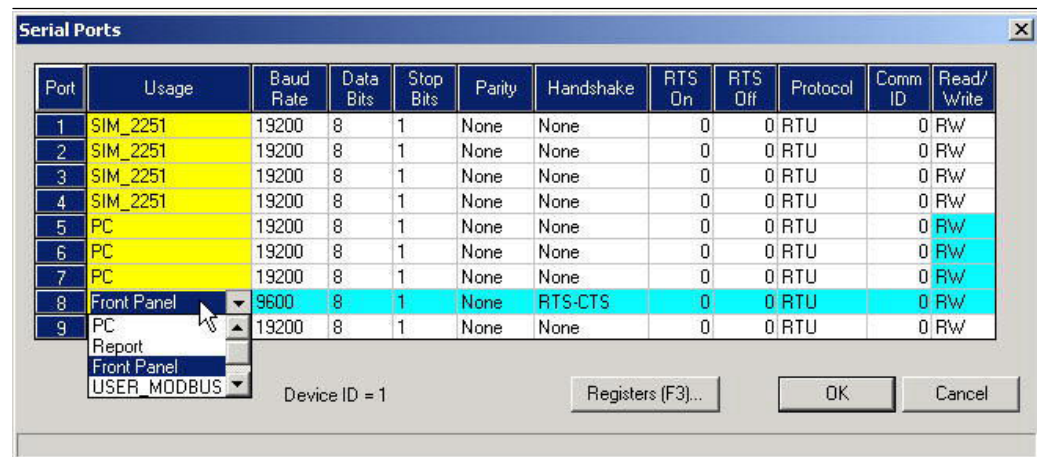 Serial Ports
Port Usage Baud Rate Data Bits Stop Bits Parity Handshake RTS On RTS Off Protocol Comm ID Read/ Write
1 SIM_2251 19200 8 1 None None 0 0 RTU 0 RW
2 SIM_2251 19200 8 1 None None 0 0 RTU 0 RW
3 SIM_2251 19200 8 1 None None 0 0 RTU 0 RW
4 SIM_2251 19200 8 1 None None 0 0 RTU 0 RW
5 PC 19200 8 1 None None 0 0 RTU 0 RW
6 PC 19200 8 1 None None 0 0 RTU 0 RW
7 PC 19200 8 1 None None 0 0 RTU 0 RW
8 Front Panel 9600 8 1 None RTS-CTS 0 0 RTU 0 RW
9 PC 19200 8 1 None None 0 0 RTU 0 RW
Report
Front Panel
USER_MODBUS
Device ID = 1 Registers (F3)... OK Cancel